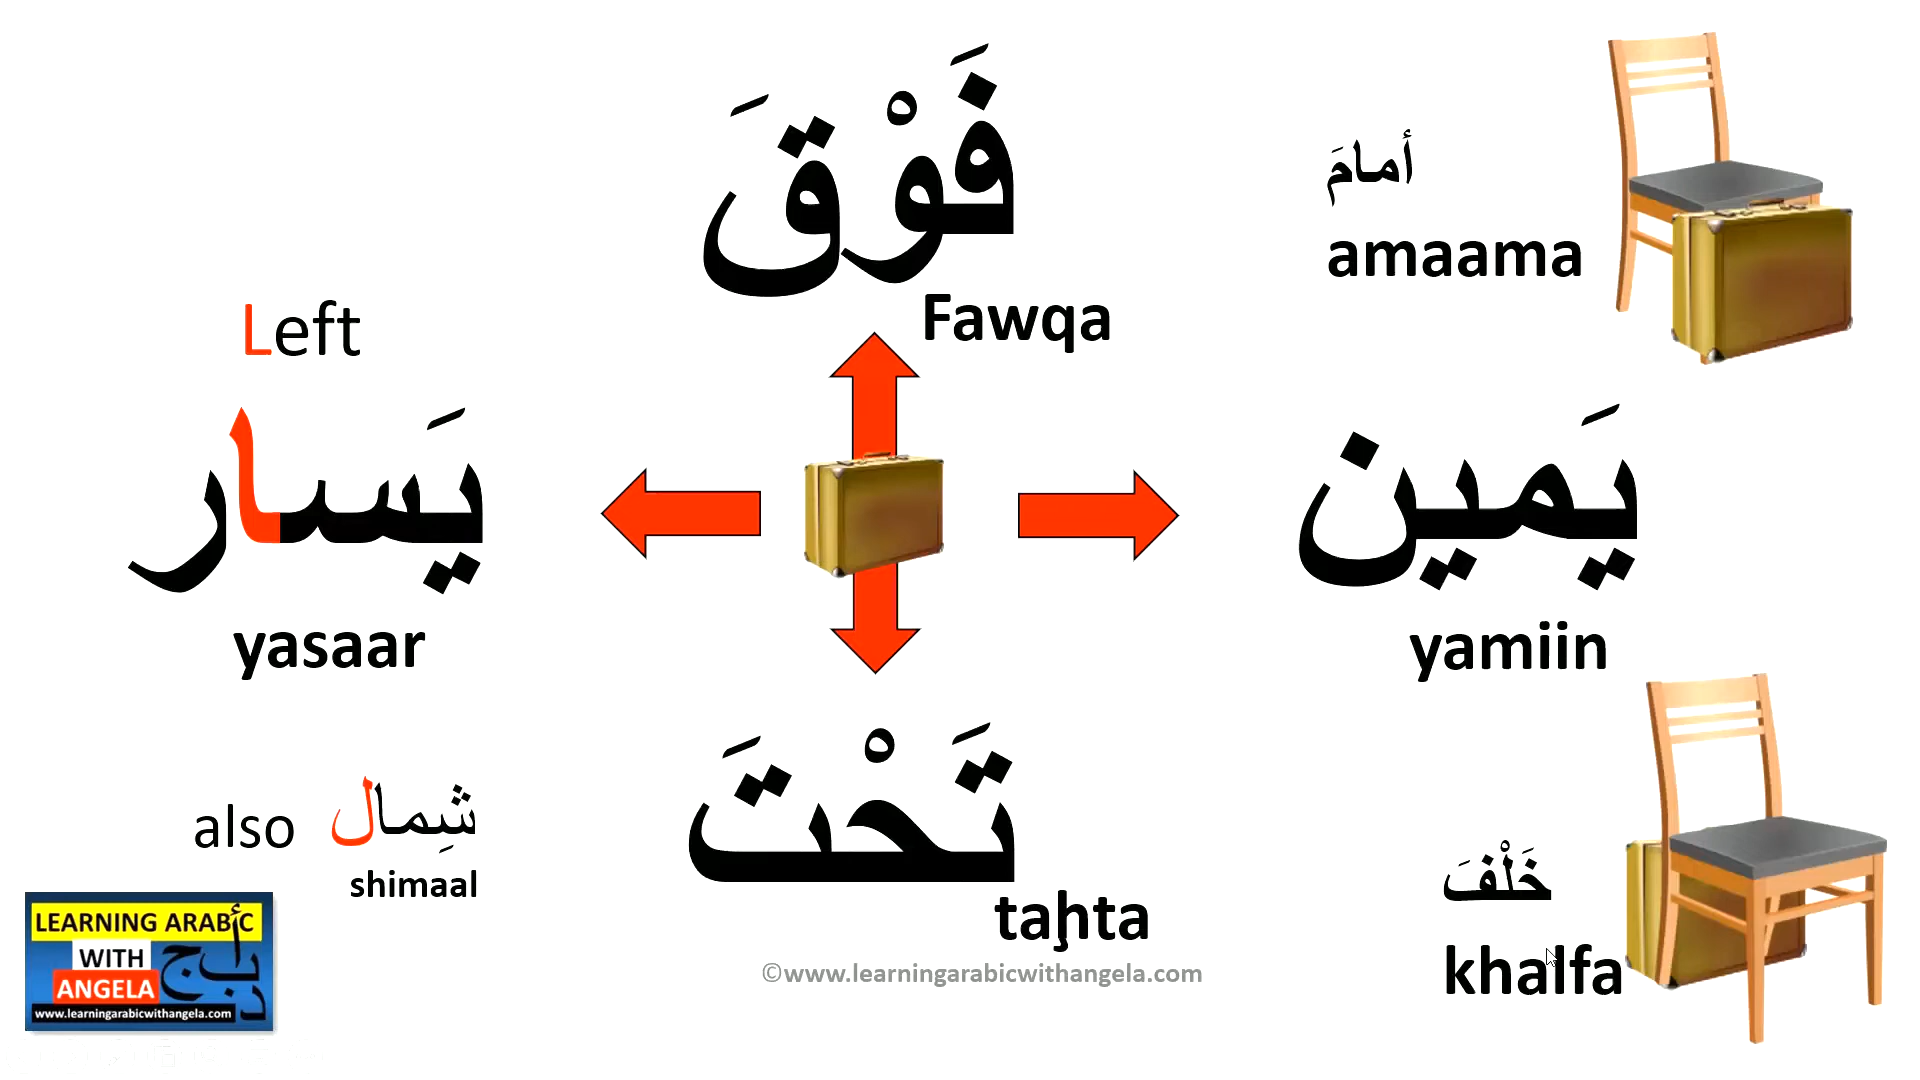 فَوْقَ
Fawqa
أمامَ
amaama
Left
يَسار
yasaar
يَمين
yamiin
also شِمال
shimaal
تَحْتَ
taḥta
خَلْفَ
khalfa
©www.learningarabicwithangela.com
LEARNING ARABIC
WITH
ANGELA
أ ب ج د
www.learningarabicwithangela.com